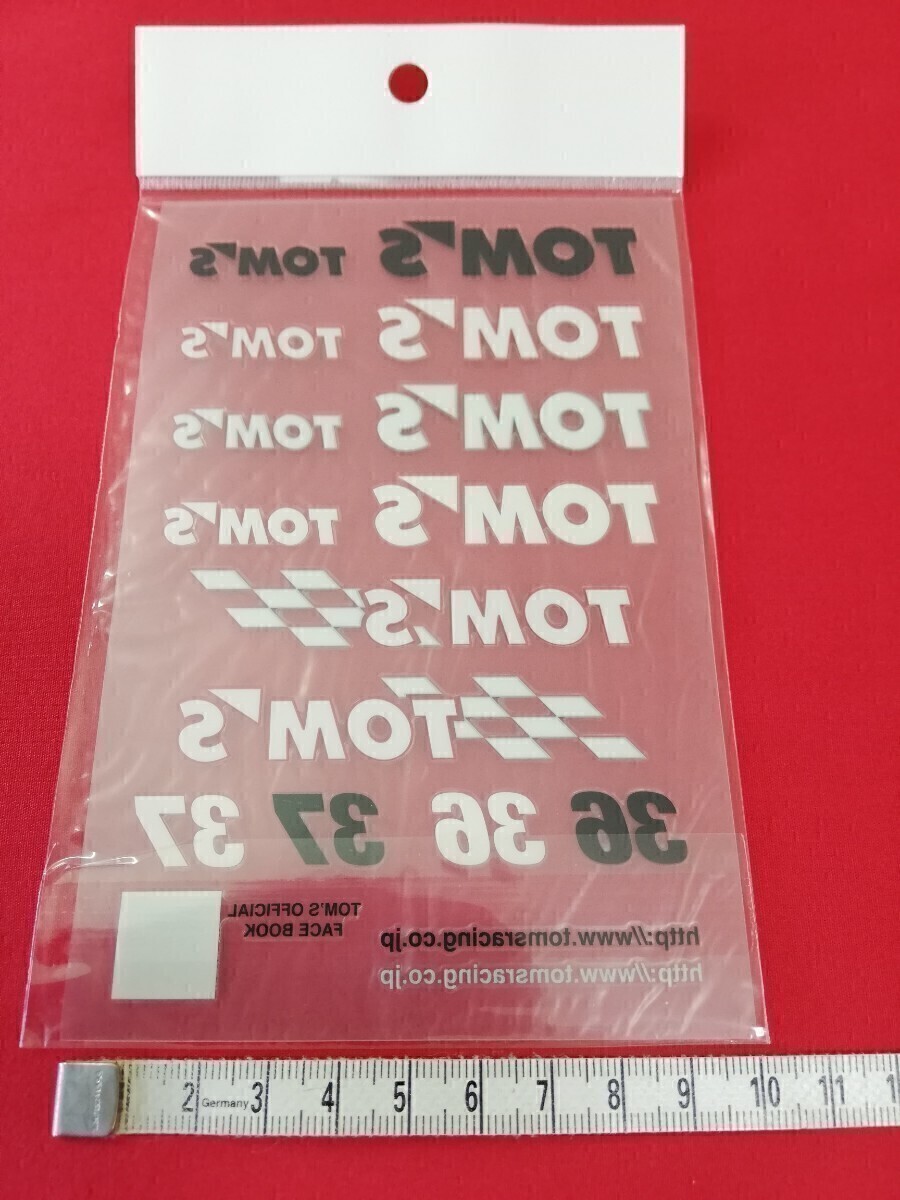 TOM'S TOM'S
TOM'S TOM'S
TOM'S TOM'S
TOM'S TOM'S
TOM'S
TOM'S
36 36 37 37
TOM'S OFFICIAL
FACE BOOK
http://www.tomsracing.co.jp
http://www.tomsracing.co.jp
2 Germany 3 4 5 6 7 8 9 10 11 1